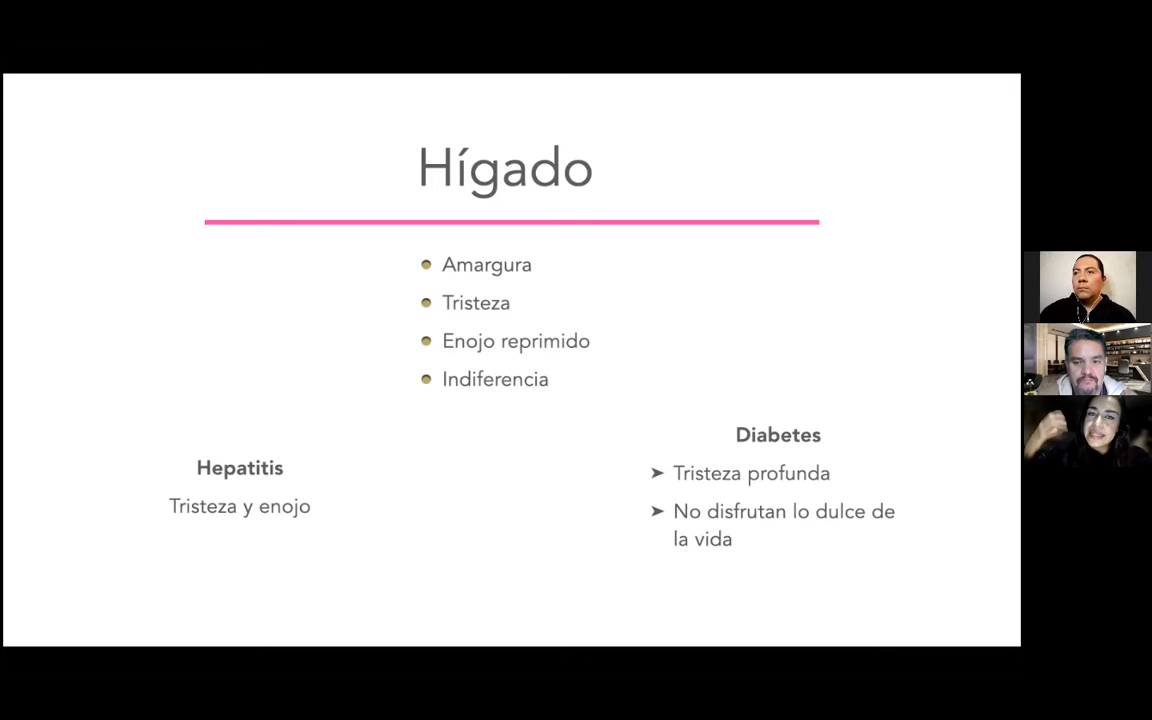 Hígado
Amargura
Tristeza
Enojo reprimido
Indiferencia
Hepatitis
Tristeza y enojo
Diabetes
Tristeza profunda
No disfrutan lo dulce de
la vida